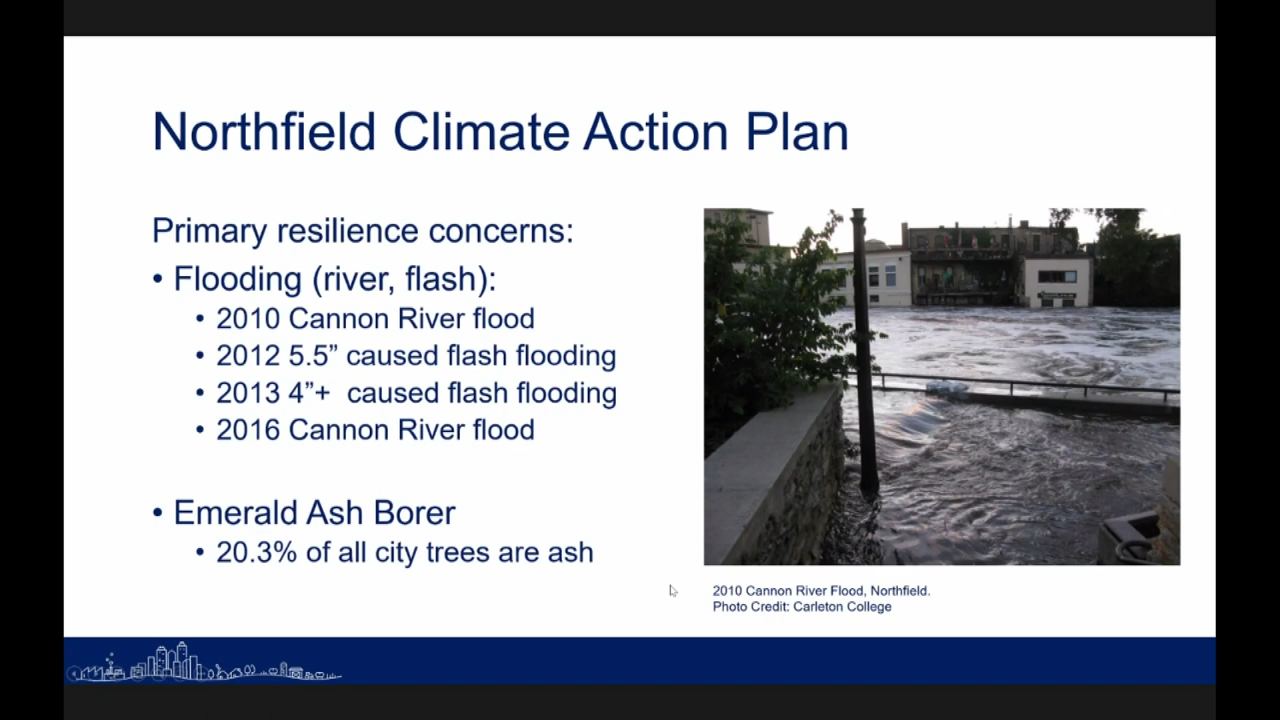 Northfield Climate Action Plan
Primary resilience concerns:
• Flooding (river, flash):
• 2010 Cannon River flood
• 2012 5.5” caused flash flooding
• 2013 4”+  caused flash flooding
• 2016 Cannon River flood
• Emerald Ash Borer
• 20.3% of all city trees are ash
2010 Cannon River Flood, Northfield.
Photo Credit: Carleton College